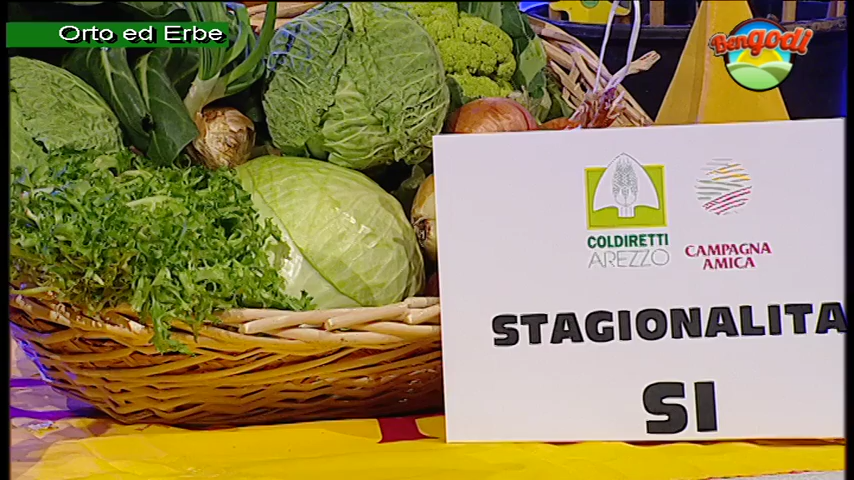 Orto ed Erbe
BENGODI
COLDIRETTI
AREZZO
CAMPAGNA
AMICA
STAGIONALITA
SI